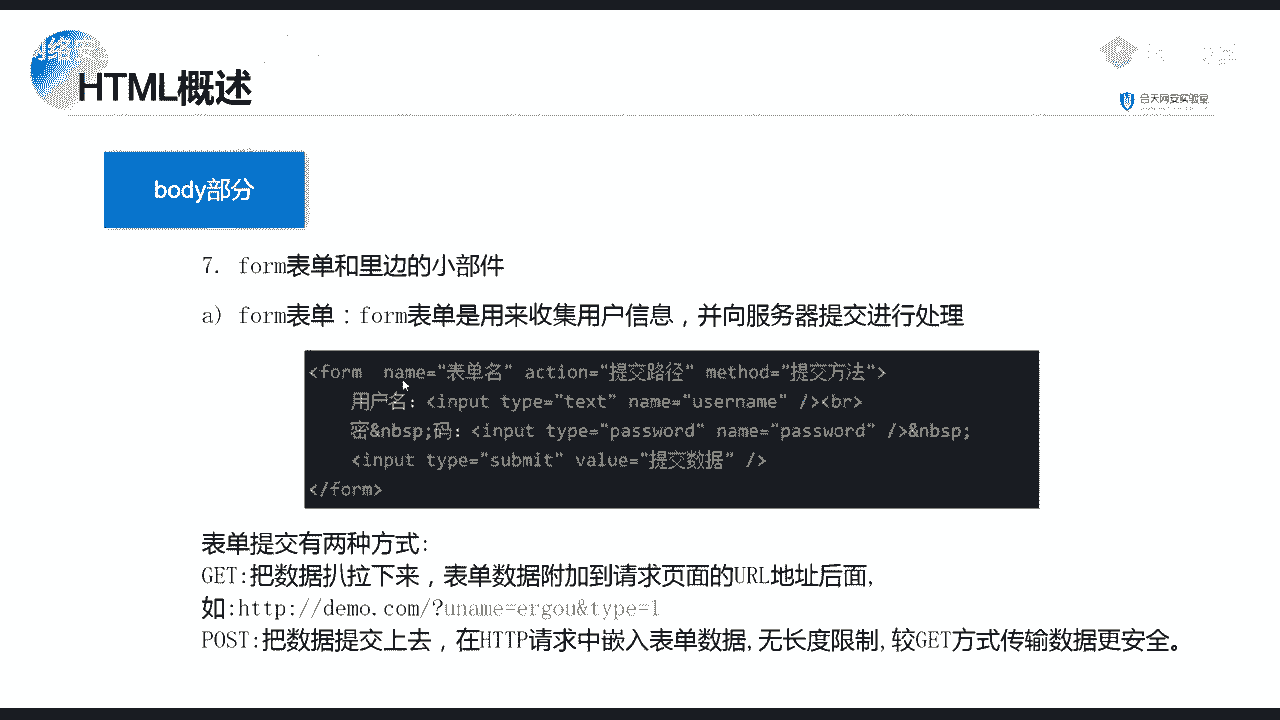 HTML概述
合天网安实验室
body部分
7. form表单和里边的小部件
a) form表单：form表单是用来收集用户信息，并向服务器提交进行处理
<form  name="表单名" action="提交路径" method="提交方法">
用户名：<input type="text" name="username" /><br>
密&nbsp;码：<input type="password" name="password" />&nbsp;
<input type="submit" value="提交数据" />
</form>
表单提交有两种方式:
GET:把数据扒拉下来，表单数据附加到请求页面的URL地址后面,
如:http://demo.com/?uname=ergou&type=1
POST:把数据提交上去，在HTTP请求中嵌入表单数据,无长度限制,较GET方式传输数据更安全。